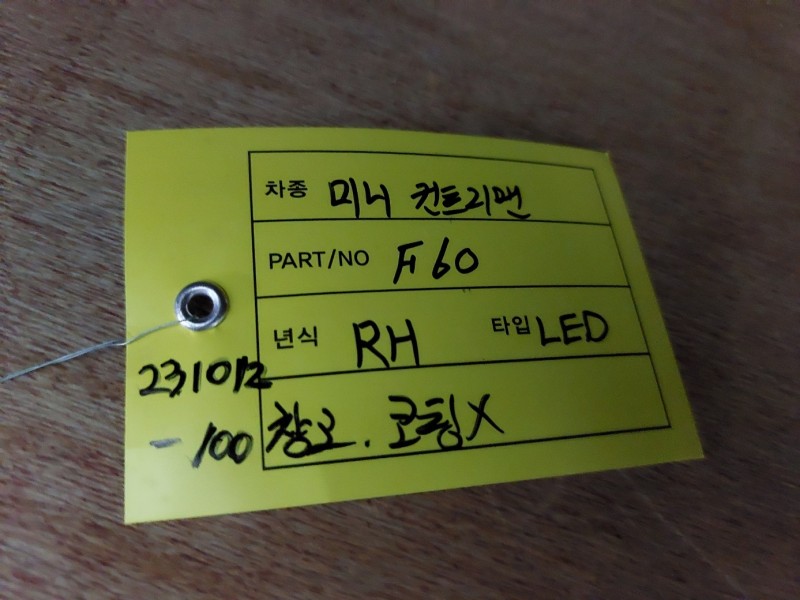 차종 미니 컨트리맨
PART/NO F60
년식 RH 타입 LED
231012
-100
창고. 코팅X